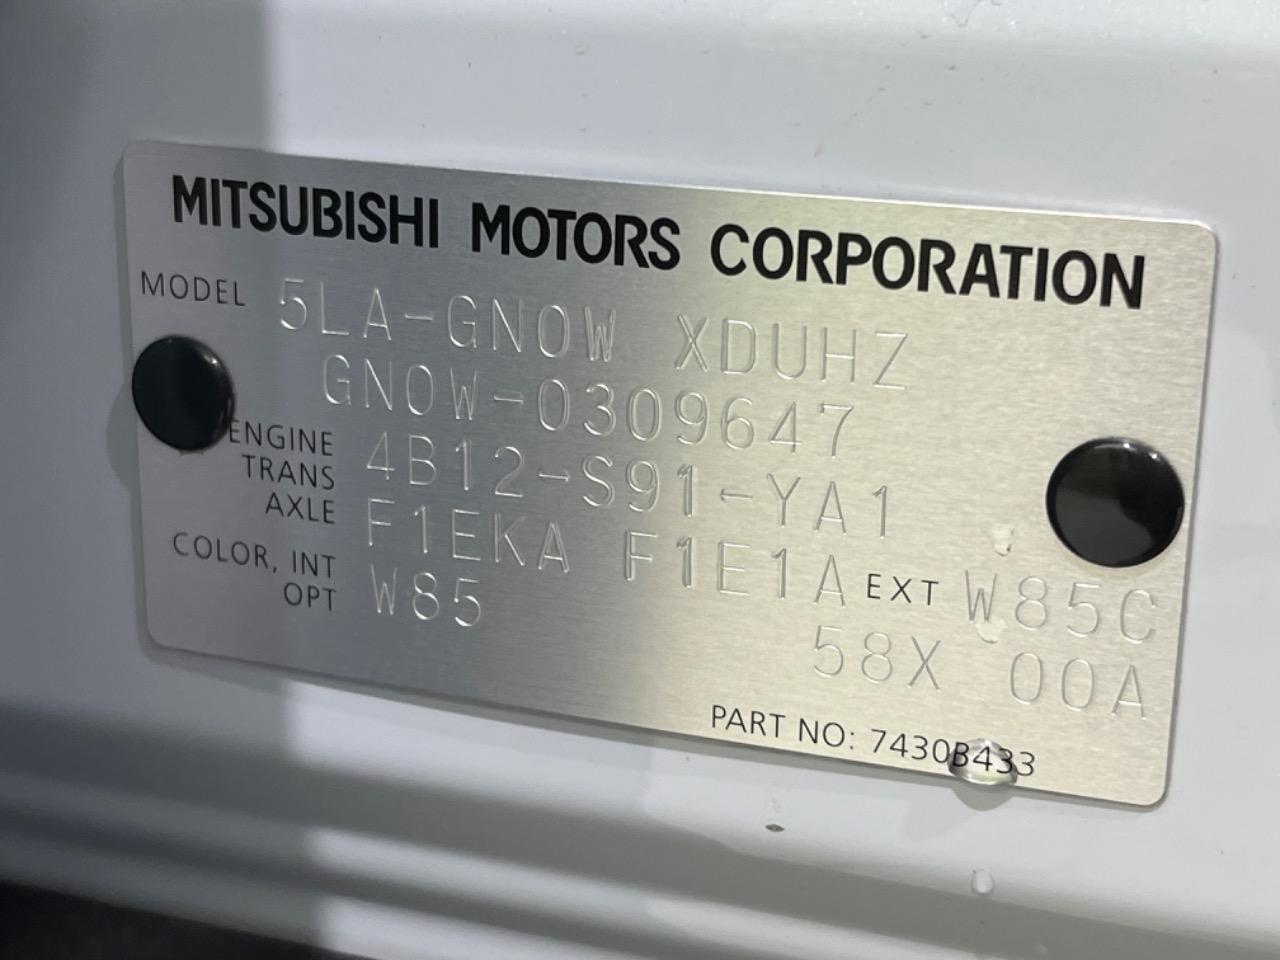 MITSUBISHI MOTORS CORPORATION
MODEL 5LA-GN0W XDUHZ
GN0W-0309647
ENGINE 4B12-S91-YA1
TRANS
AXLE F1EKA F1E1A
COLOR, INT W85 EXT W85C
OPT 58X 00A
PART NO: 7430B433